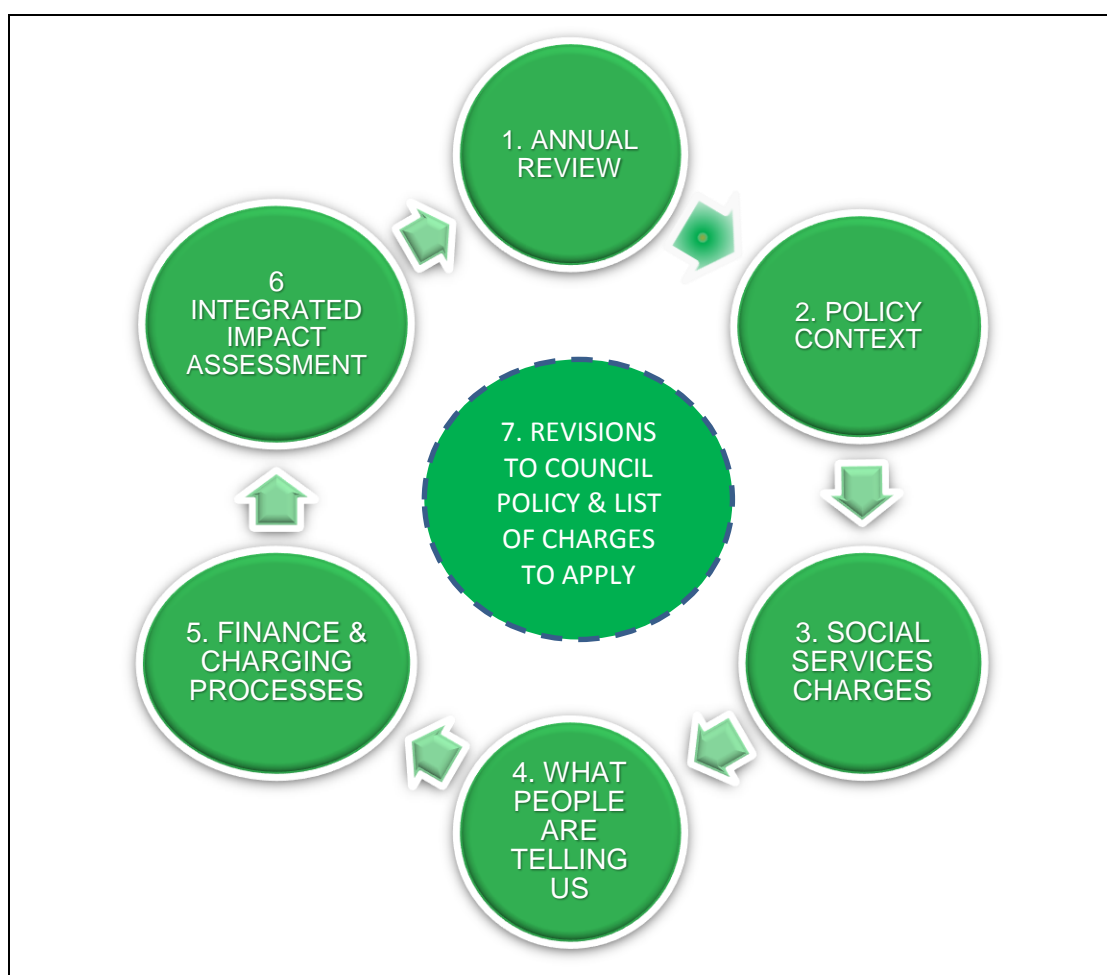 1. ANNUAL
REVIEW
2. POLICY
CONTEXT
3. SOCIAL
SERVICES
CHARGES
4. WHAT
PEOPLE
ARE
TELLING
US
5. FINANCE &
CHARGING
PROCESSES
6
INTEGRATED
IMPACT
ASSESSMENT
7. REVISIONS
TO COUNCIL
POLICY & LIST
OF CHARGES
TO APPLY